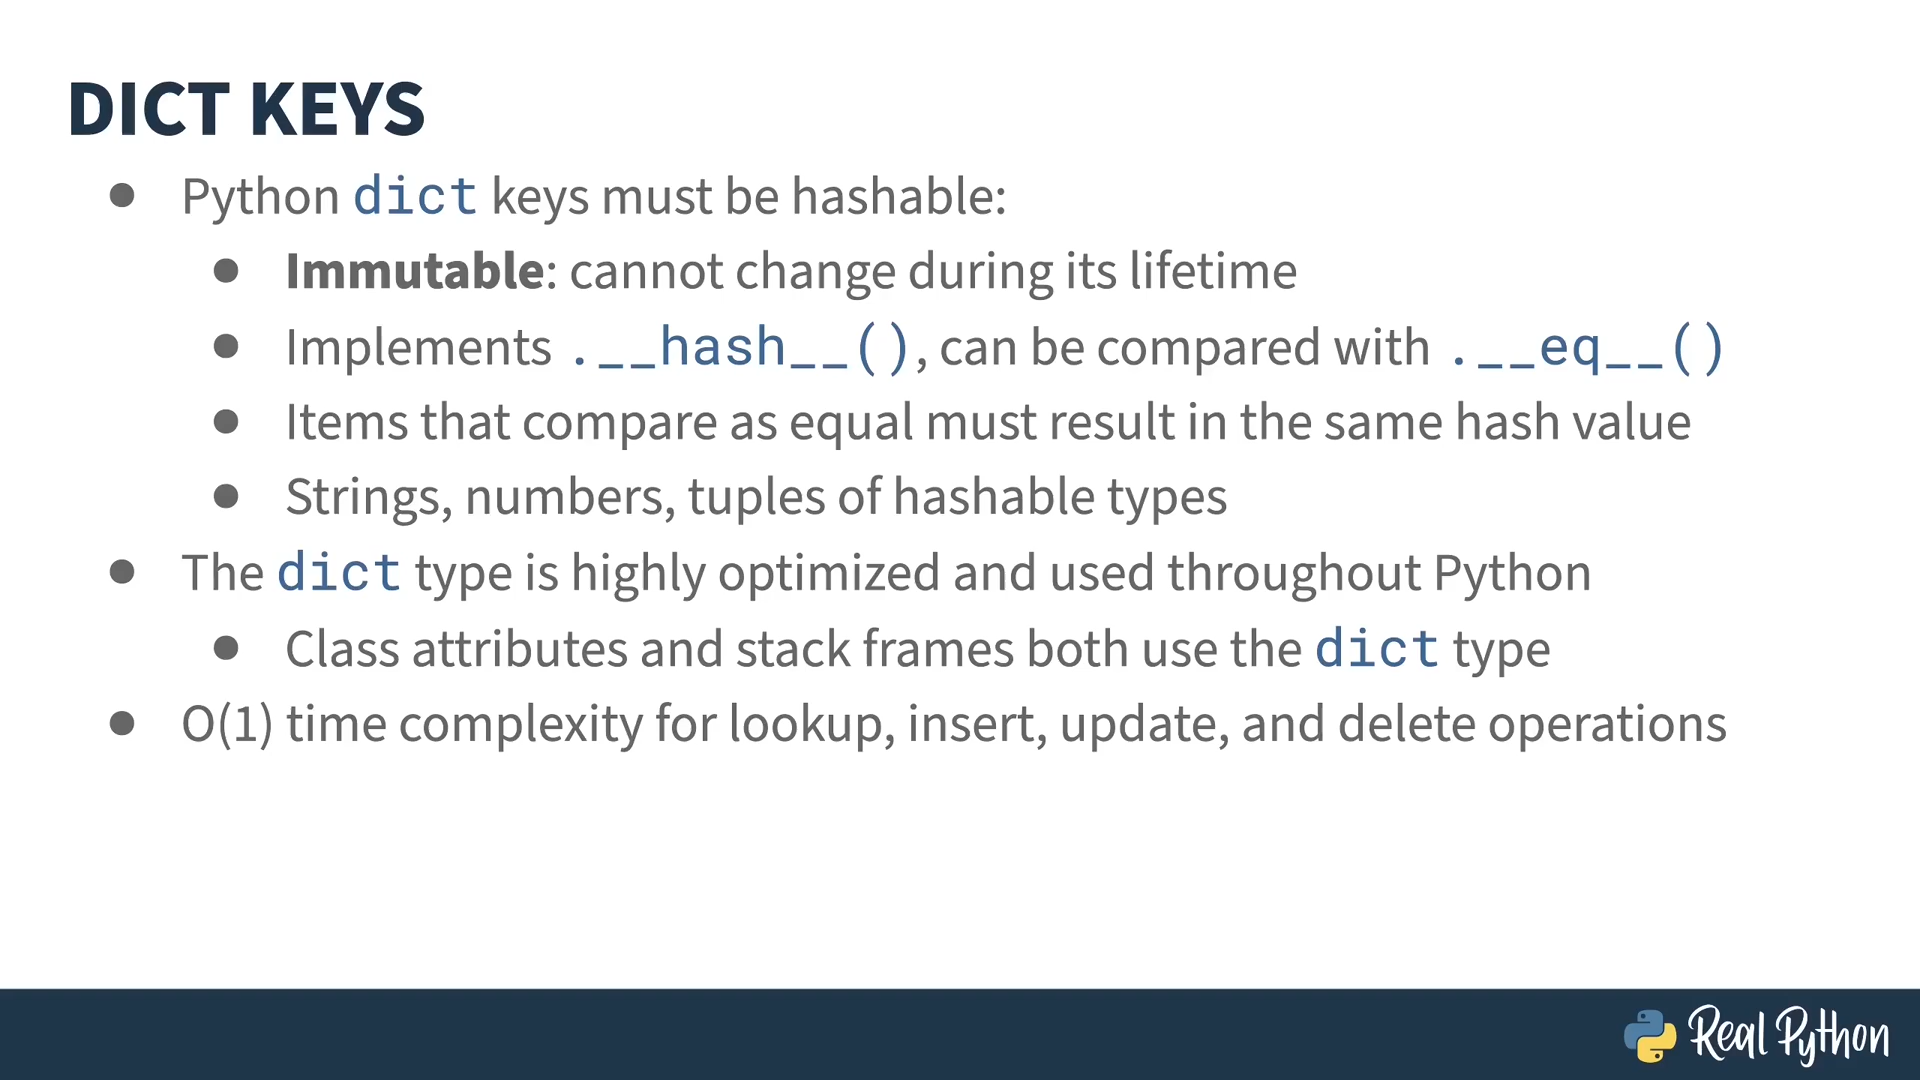 DICT KEYS
● Python dict keys must be hashable:
● Immutable: cannot change during its lifetime
● Implements .__hash__(), can be compared with .__eq__()
● Items that compare as equal must result in the same hash value
● Strings, numbers, tuples of hashable types
● The dict type is highly optimized and used throughout Python
● Class attributes and stack frames both use the dict type
● O(1) time complexity for lookup, insert, update, and delete operations
Real Python